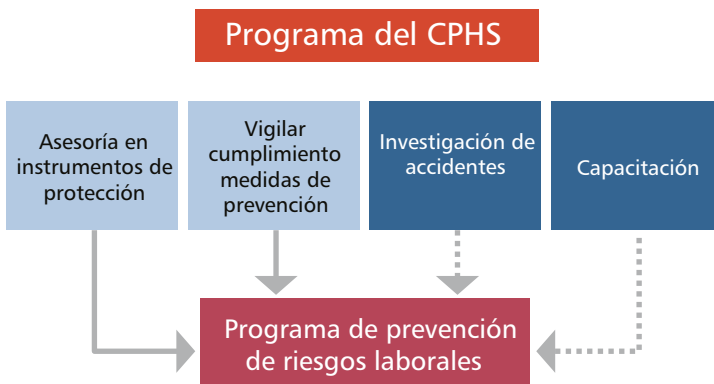 Programa del CPHS
Asesoría en
instrumentos de
protección
Vigilar
cumplimiento
medidas de
prevención
Investigación de
accidentes
Capacitación
Programa de prevención
de riesgos laborales